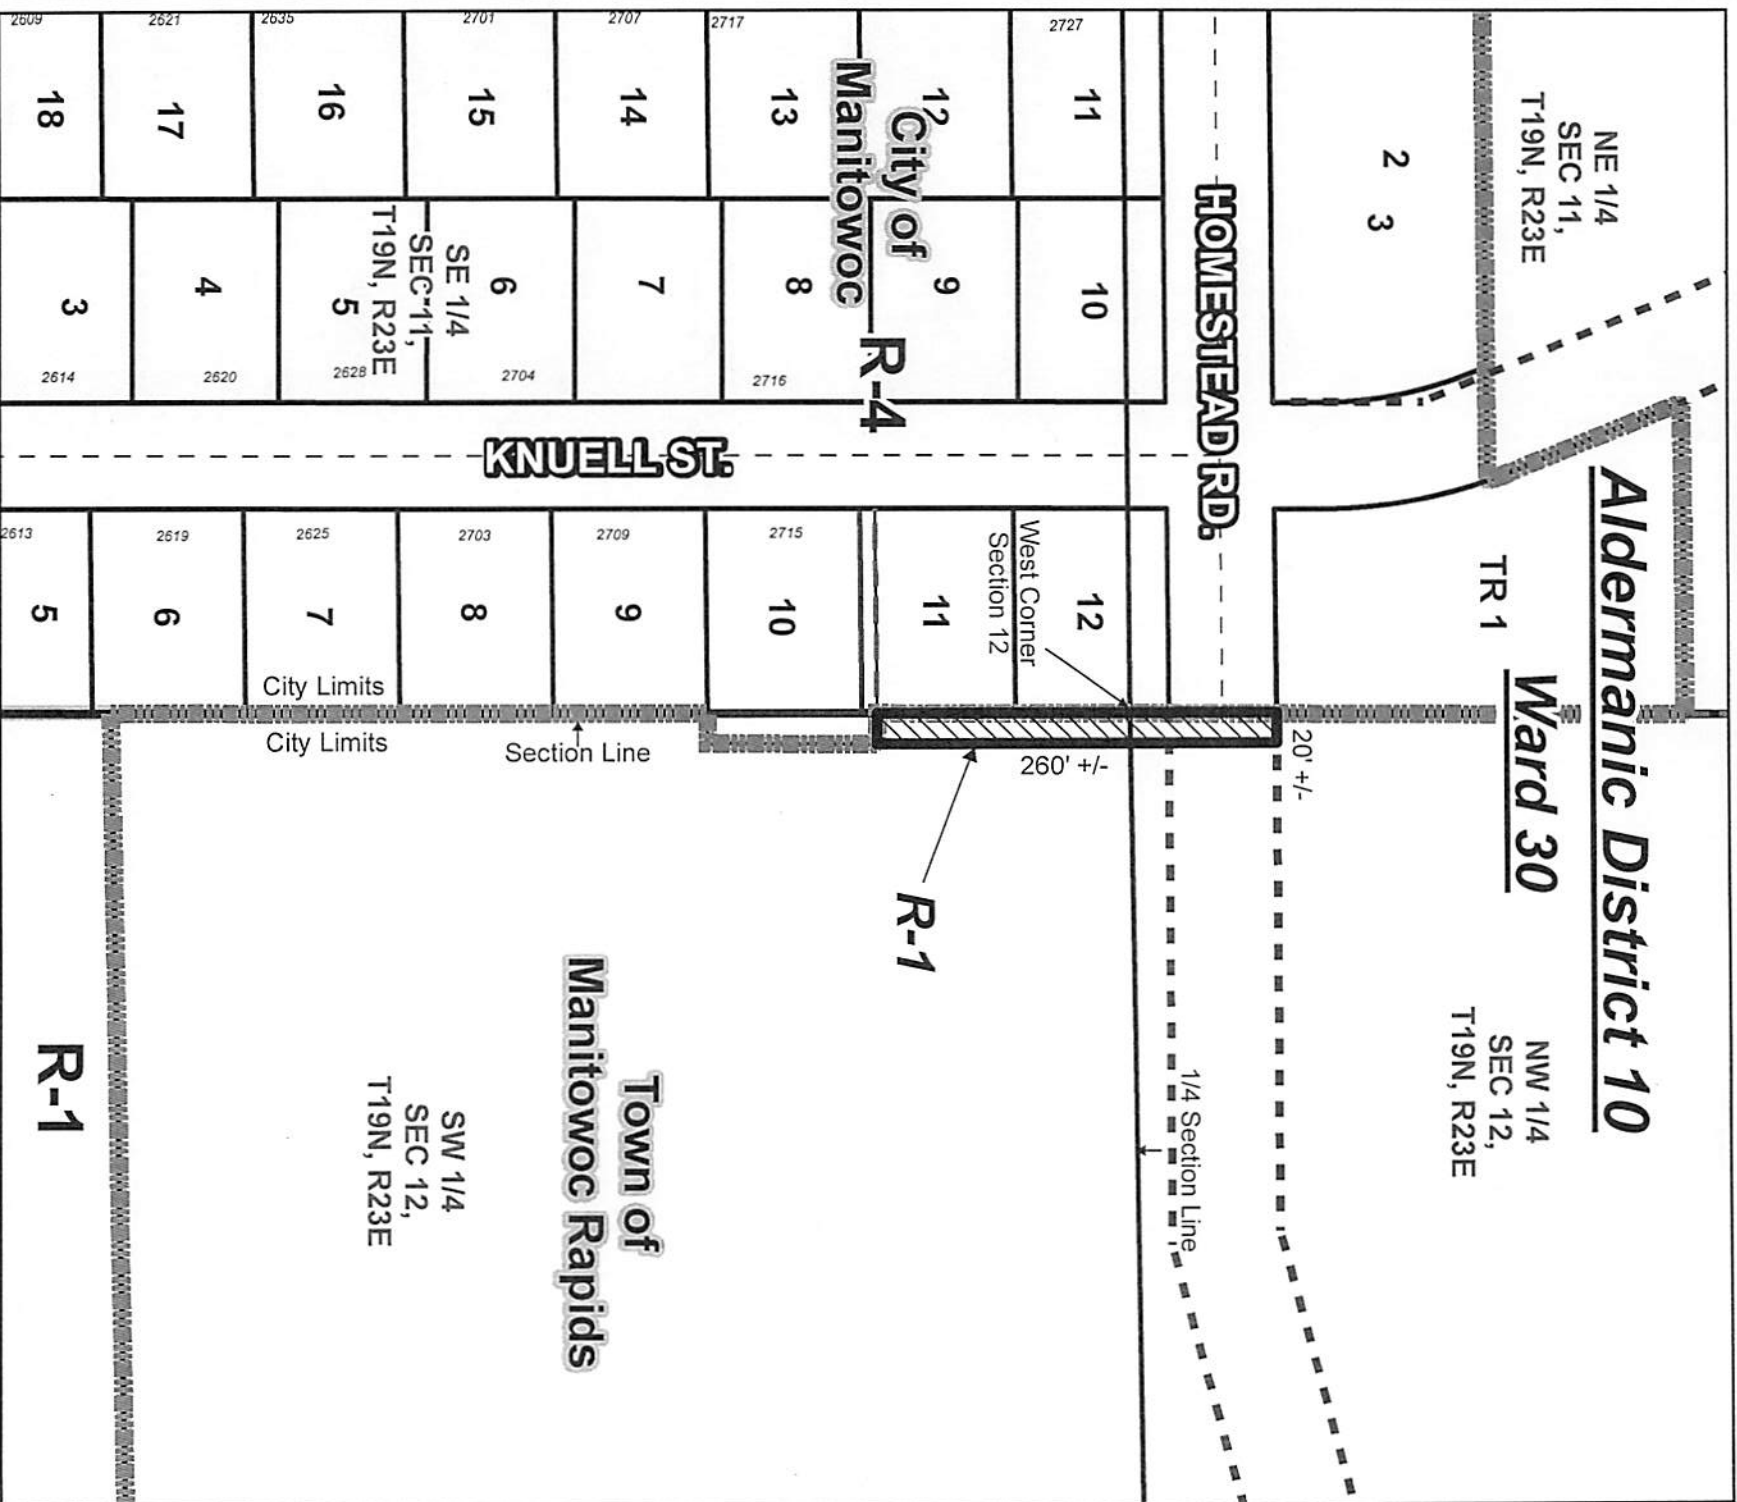 2609
2621
2635
2701
2707
2717
2727
18
17
16
15
14
13
12
11
City of
Manitowoc
R-4
3
4
5
6
7
8
9
10
2614
2620
2628
2704
2716
SE 1/4
SEC 11,
T19N, R23E
NE 1/4
SEC 11,
T19N, R23E
2
3
HOMESTEAD RD.
KNUELL ST.
2613
2619
2625
2703
2709
2715
5
6
7
8
9
10
11
12
West Corner
Section 12
TR 1
Aldermanic District 10
Ward 30
City Limits
City Limits
Section Line
260' +/-
20' +/-
R-1
NW 1/4
SEC 12,
T19N, R23E
1/4 Section Line
Town of
Manitowoc Rapids
SW 1/4
SEC 12,
T19N, R23E
R-1